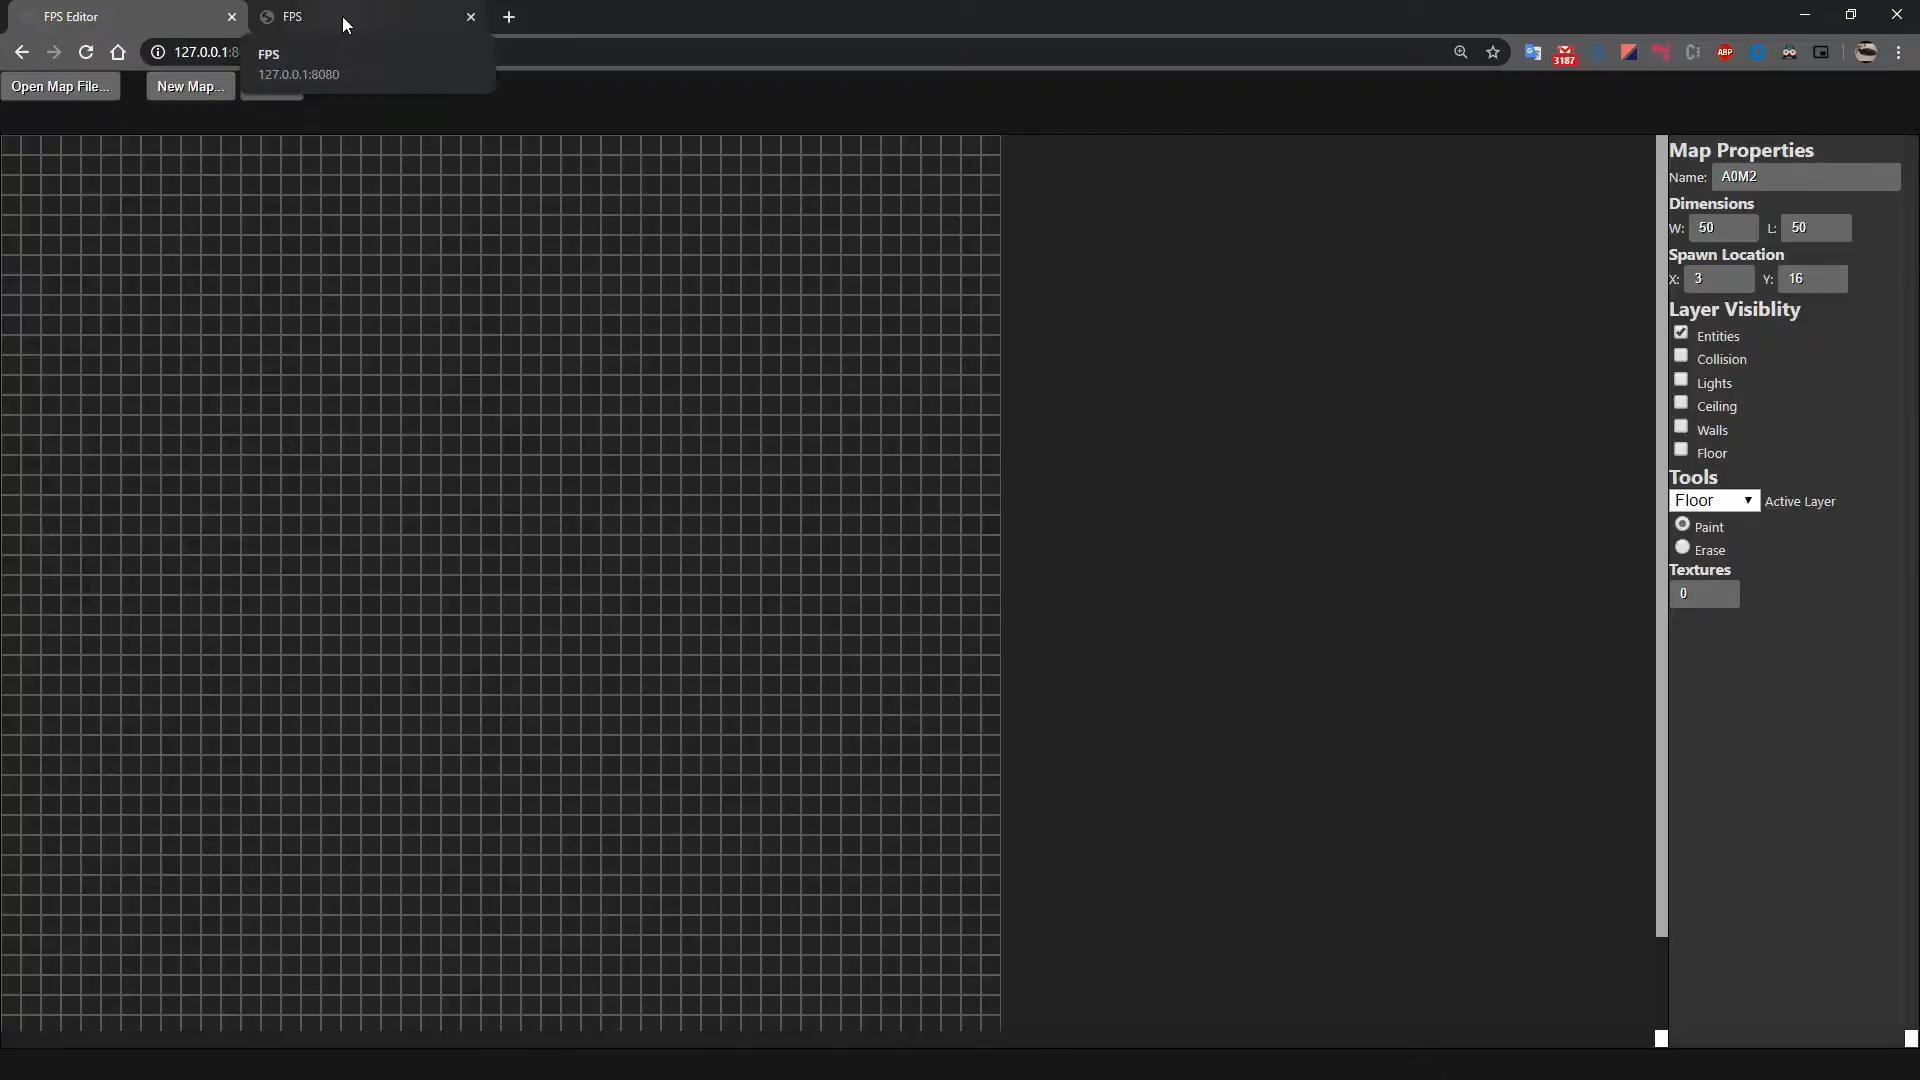 FPS Editor
FPS
127.0.0.1:8
FPS
127.0.0.1:8080
3187
ABP
Open Map File...
New Map...
Map Properties
Name: A0M2
Dimensions
W: 50 L: 50
Spawn Location
X: 3 Y: 16
Layer Visiblity
Entities
Collision
Lights
Ceiling
Walls
Floor
Tools
Floor Active Layer
Paint
Erase
Textures
0